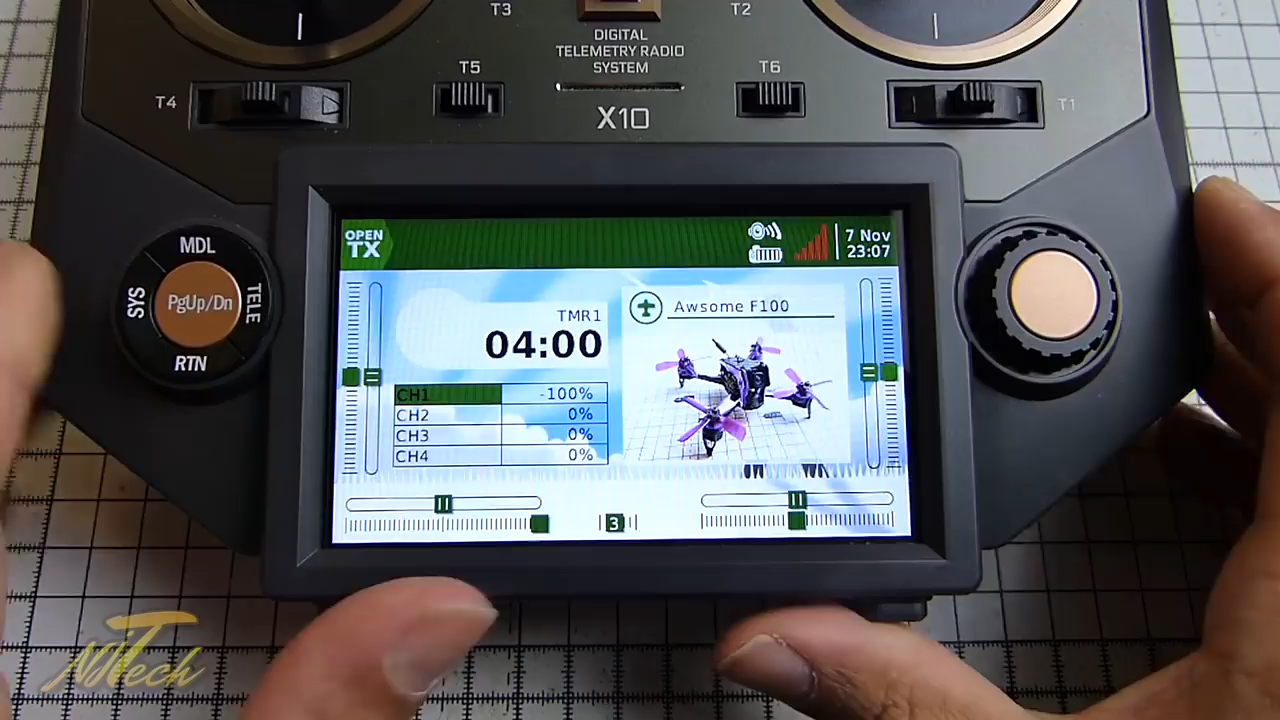 T3
T2
DIGITAL
TELEMETRY RADIO
SYSTEM
T5
T6
T4
T1
X10
MDL
SYS
PgUp/Dn
TELE
RTN
OPEN
TX
7 Nov
23:07
TMR1
04:00
Awsome F100
CH1 -100%
CH2 0%
CH3 0%
CH4 0%
3
NTTech